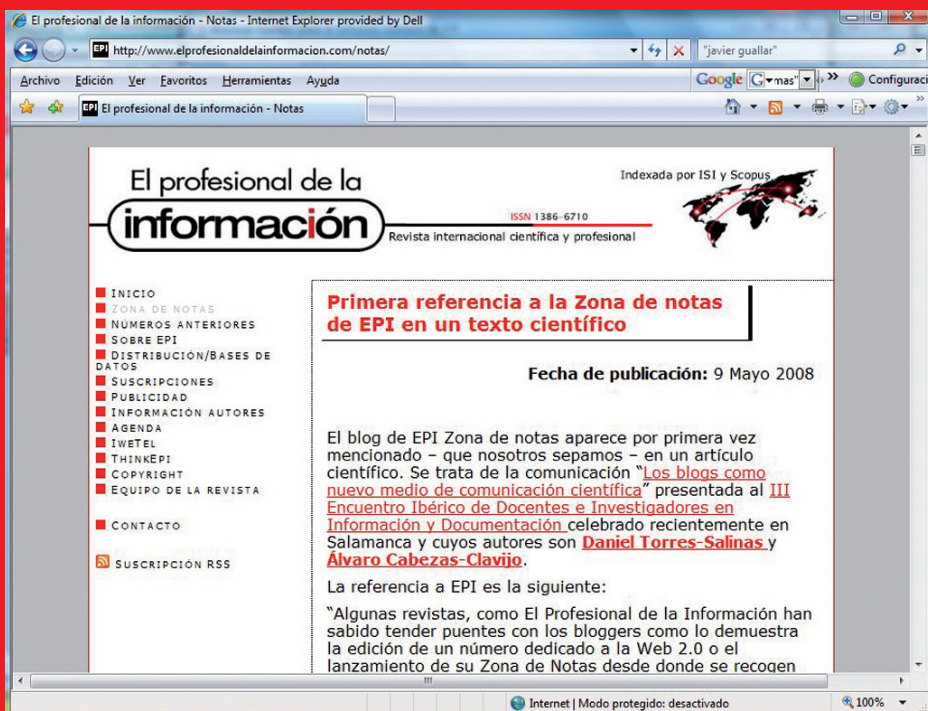 El profesional de la información - Notas - Internet Explorer provided by Dell
EPI http://www.elprofesionaldelainformacion.com/notas/
"javier guallar"
Archivo Edición Ver Favoritos Herramientas Ayuda
Google G mas" » Configuraci
EPI El profesional de la información - Notas
»
El profesional de la
información
Indexada por ISI y Scopus
ISSN 1386-6710
Revista internacional científica y profesional
INICIO
ZONA DE NOTAS
NÚMEROS ANTERIORES
SOBRE EPI
DISTRIBUCIÓN/BASES DE
DATOS
SUSCRIPCIONES
PUBLICIDAD
INFORMACIÓN AUTORES
AGENDA
IWETEL
THINKEPI
COPYRIGHT
EQUIPO DE LA REVISTA
CONTACTO
SUSCRIPCIÓN RSS
Primera referencia a la Zona de notas
de EPI en un texto científico
Fecha de publicación: 9 Mayo 2008
El blog de EPI Zona de notas aparece por primera vez
mencionado – que nosotros sepamos – en un artículo
científico. Se trata de la comunicación “Los blogs como
nuevo medio de comunicación científica” presentada al III
Encuentro Ibérico de Docentes e Investigadores en
Información y Documentación celebrado recientemente en
Salamanca y cuyos autores son Daniel Torres-Salinas y
Álvaro Cabezas-Clavijo.
La referencia a EPI es la siguiente:
“Algunas revistas, como El Profesional de la Información han
sabido tender puentes con los bloggers como lo demuestra
la edición de un número dedicado a la Web 2.0 o el
lanzamiento de su Zona de Notas desde donde se recogen
Internet | Modo protegido: desactivado
100%